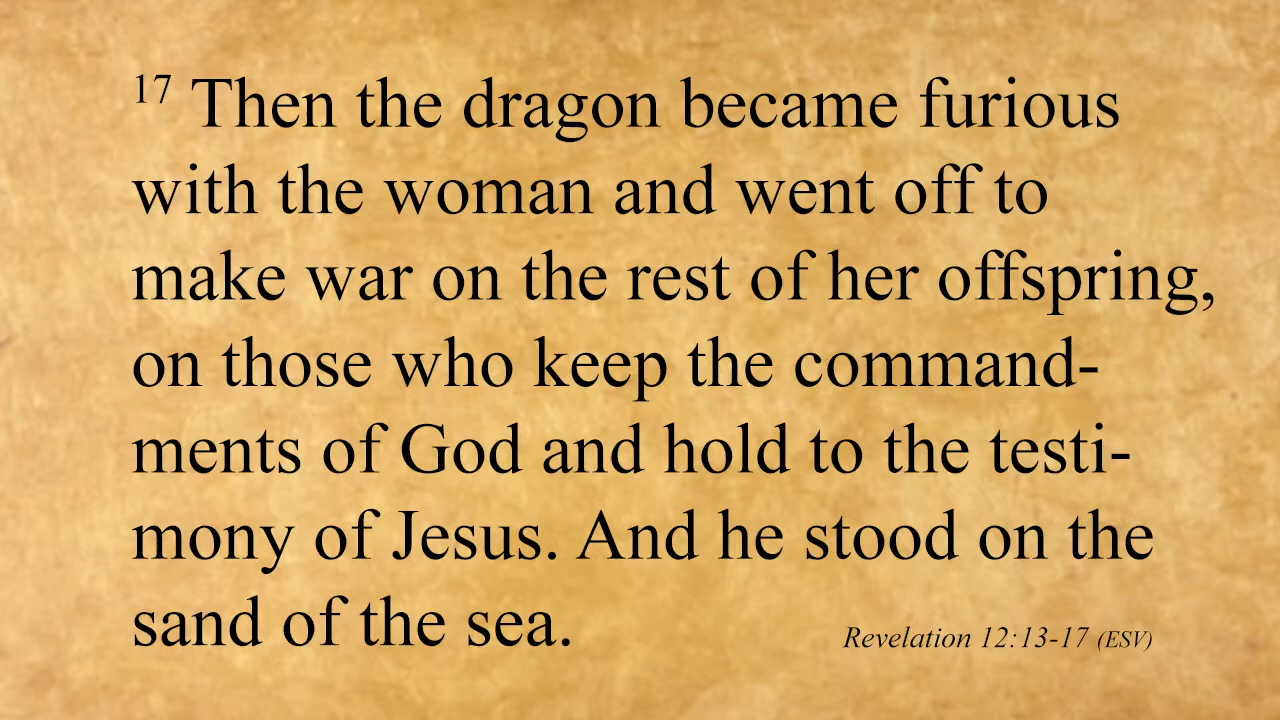 17 Then the dragon became furious
with the woman and went off to
make war on the rest of her offspring,
on those who keep the command-
ments of God and hold to the testi-
mony of Jesus. And he stood on the
sand of the sea.
Revelation 12:13-17 (ESV)